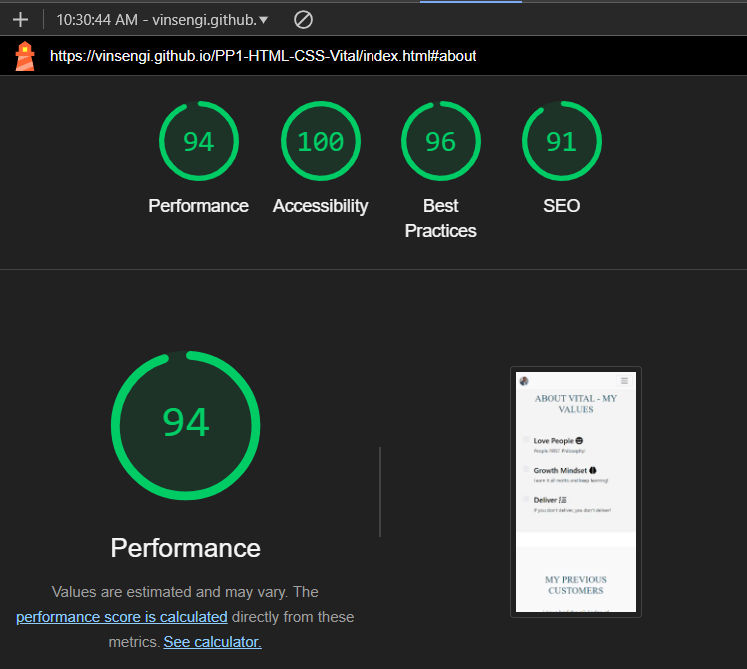 10:30:44 AM - vinsengi.github.
https://vinsengi.github.io/PP1-HTML-CSS-Vital/index.html#about
94
100
96
91
Performance
Accessibility
Best
Practices
SEO
94
Performance
Values are estimated and may vary. The
performance score is calculated directly from these
metrics. See calculator.
ABOUT VITAL - MY
VALUES
Love People
People FIRST Philosophy!
Growth Mindset
Learn it all motto and keep learning!
Deliver
If you don't deliver, you don't deliver!
MY PREVIOUS
CUSTOMERS